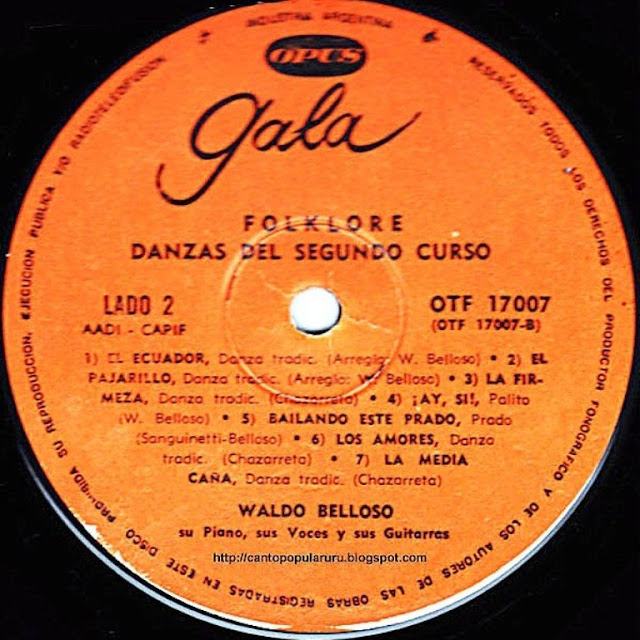 INDUSTRIA ARGENTINA
RESERVADOS TODOS LOS DERECHOS DEL PRODUCTOR FONOGRAFICO Y DE LOS AUTORES DE LAS OBRAS REGISTRADAS EN ESTE DISCO PROHIBIDA SU REPRODUCCION, EJECUCION PUBLICA Y/O RADIOTELEDIFUSION
OPUS
Gala
FOLKLORE
DANZAS DEL SEGUNDO CURSO
LADO 2
AADI - CAPIF
OTF 17007
(OTF 17007-B)
1) EL ECUADOR, Danza tradic. (Arreglo: W. Belloso) • 2) EL
PAJARILLO, Danza tradic. (Arreglo: W. Belloso) • 3) LA FIR-
MEZA, Danza tradic. (Chazarreta) • 4) ¡AY, SI!, Palito
(W. Belloso) • 5) BAILANDO ESTE PRADO, Prado
(Sanguinetti-Belloso) • 6) LOS AMORES, Danza
tradic. (Chazarreta) • 7) LA MEDIA
CAÑA, Danza tradic. (Chazarreta)
WALDO BELLOSO
su Piano, sus Voces y sus Guitarras
http://cantopopularuru.blogspot.com